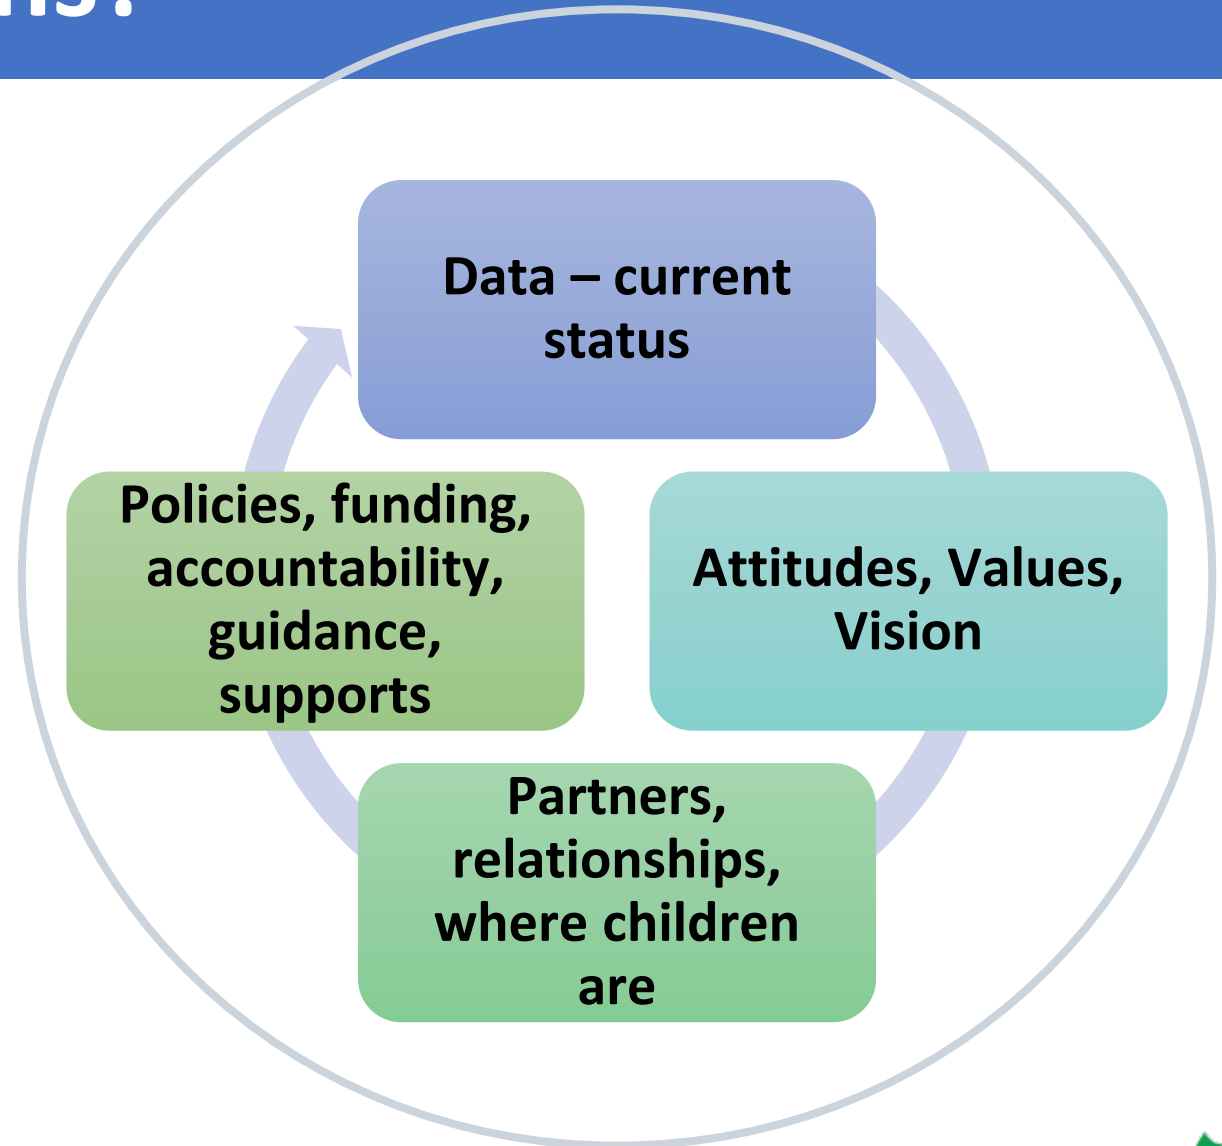 Data – current
status
Policies, funding,
accountability,
guidance,
supports
Attitudes, Values,
Vision
Partners,
relationships,
where children
are